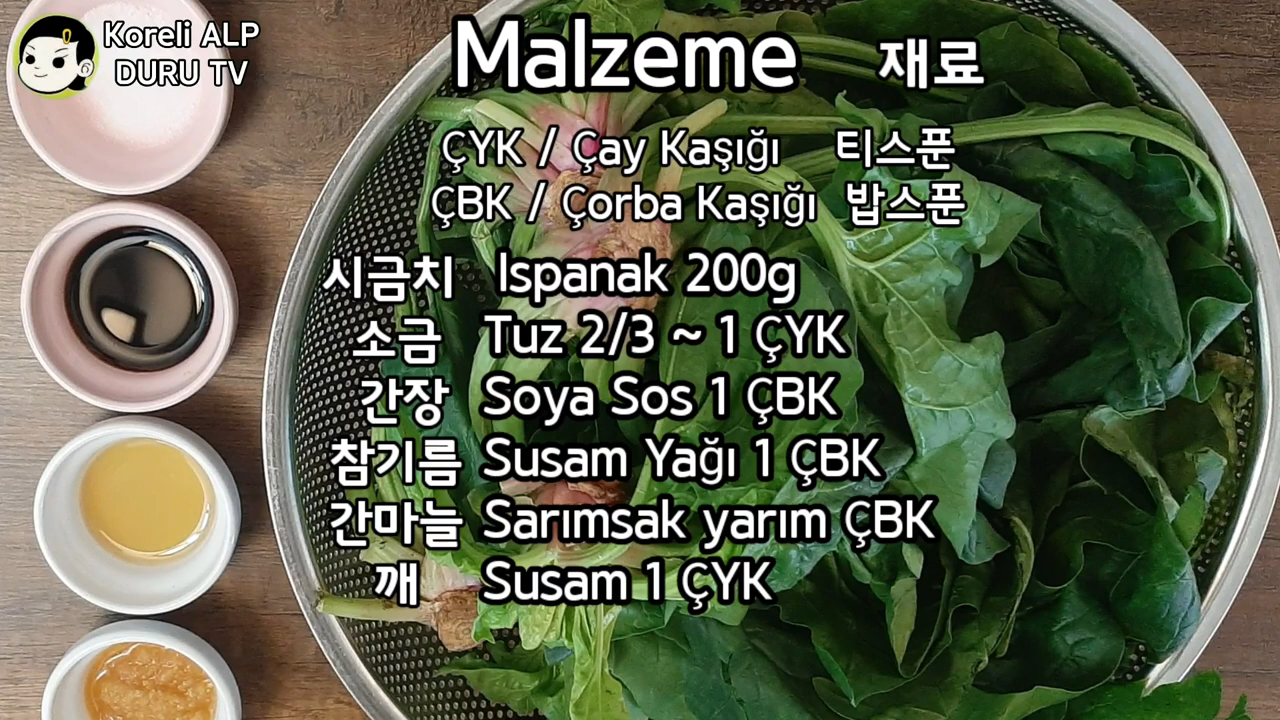 Koreli ALP
DURU TV
Malzeme 재료
ÇYK / Çay Kaşığı 티스푼
ÇBK / Çorba Kaşığı 밥스푼
시금치 Ispanak 200g
소금 Tuz 2/3 ~ 1 ÇYK
간장 Soya Sos 1 ÇBK
참기름 Susam Yağı 1 ÇBK
간마늘 Sarımsak yarım ÇBK
깨 Susam 1 ÇYK